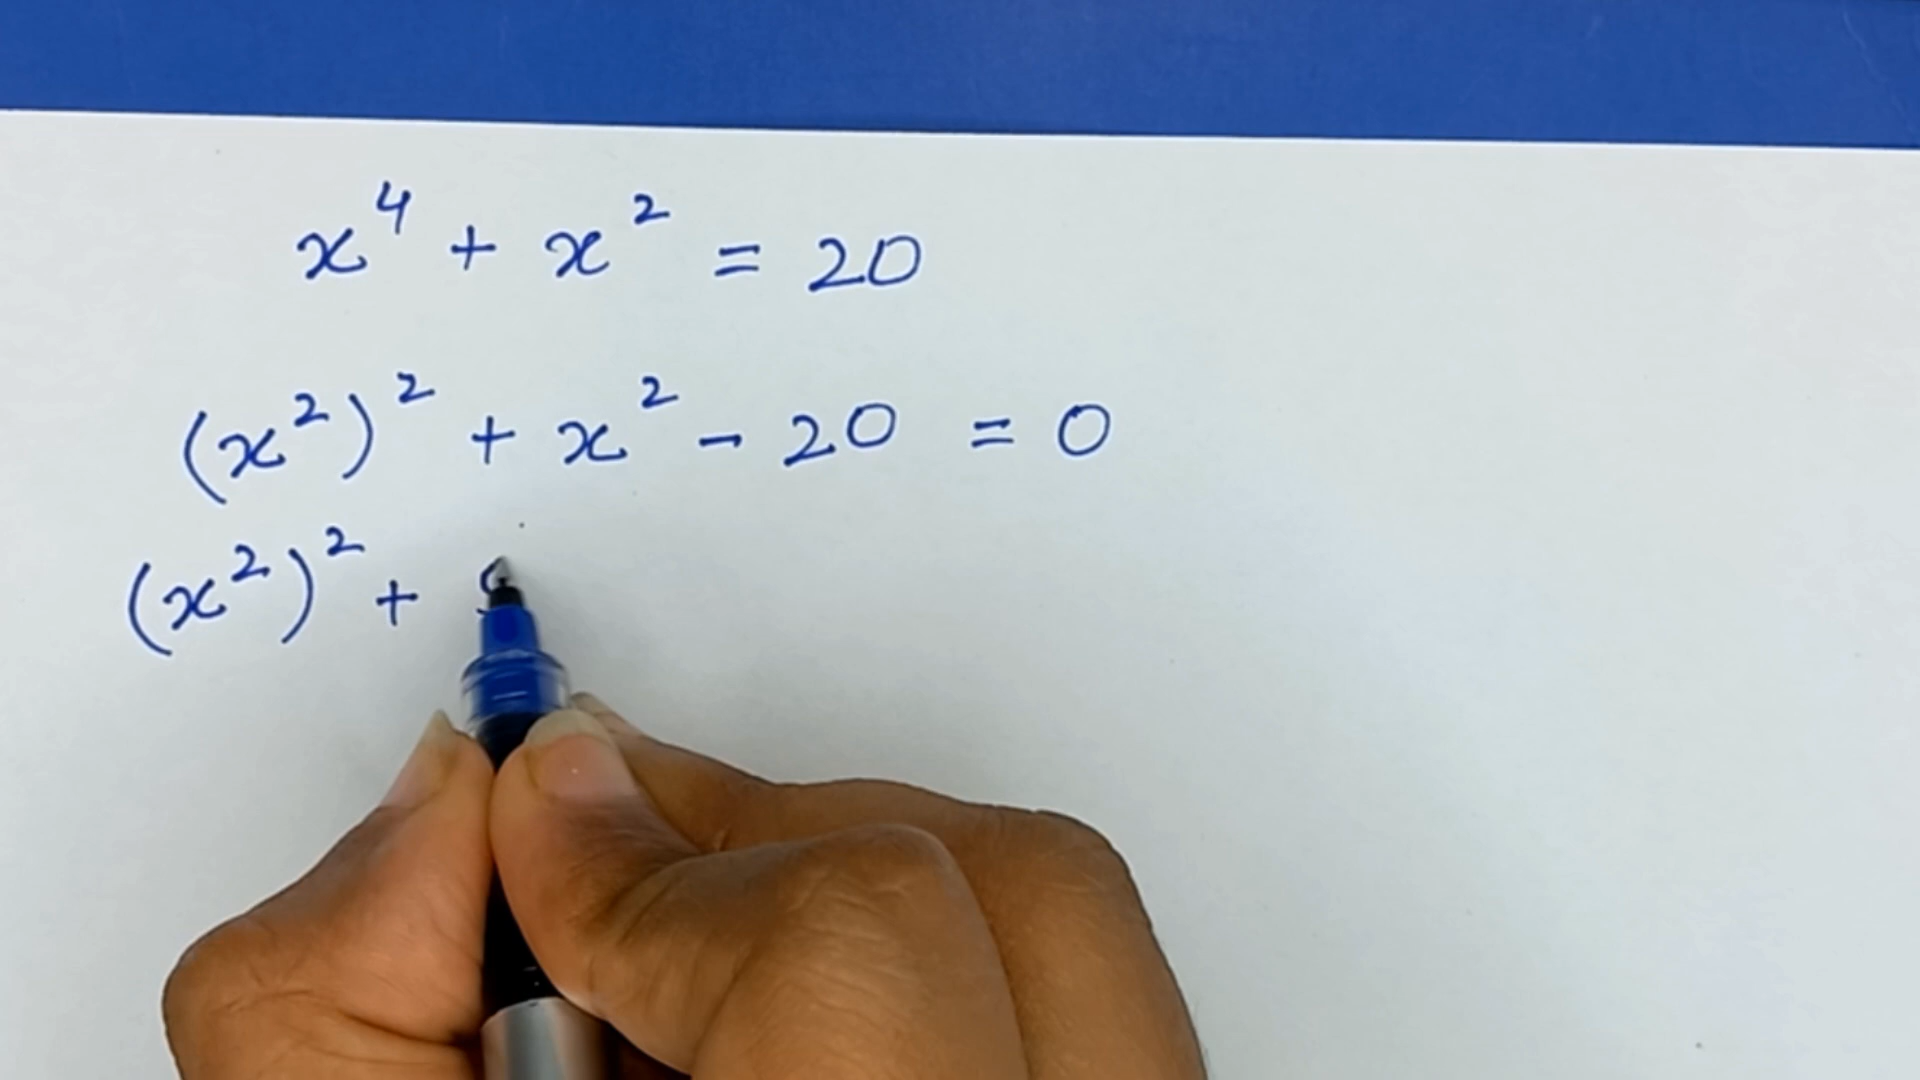 x⁴ + x² = 20
(x²)² + x² - 20 = 0
(x²)² +